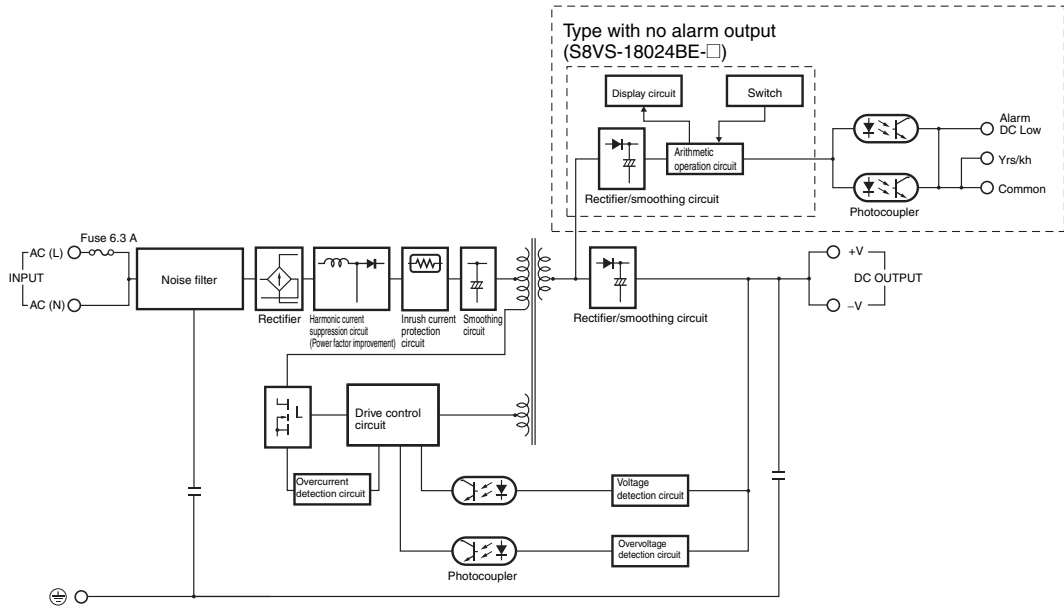 Type with no alarm output
(S8VS-18024BE-□)
Display circuit
Switch
Arithmetic
operation circuit
Rectifier/smoothing circuit
Alarm
DC Low
Yrs/kh
Common
Photocoupler
Fuse 6.3 A
AC (L)
INPUT
AC (N)
Noise filter
Rectifier
Harmonic current
suppression circuit
(Power factor improvement)
Inrush current
protection
circuit
Smoothing
circuit
Rectifier/smoothing circuit
+V
DC OUTPUT
–V
Drive control
circuit
Overcurrent
detection circuit
Voltage
detection circuit
Overvoltage
detection circuit
Photocoupler